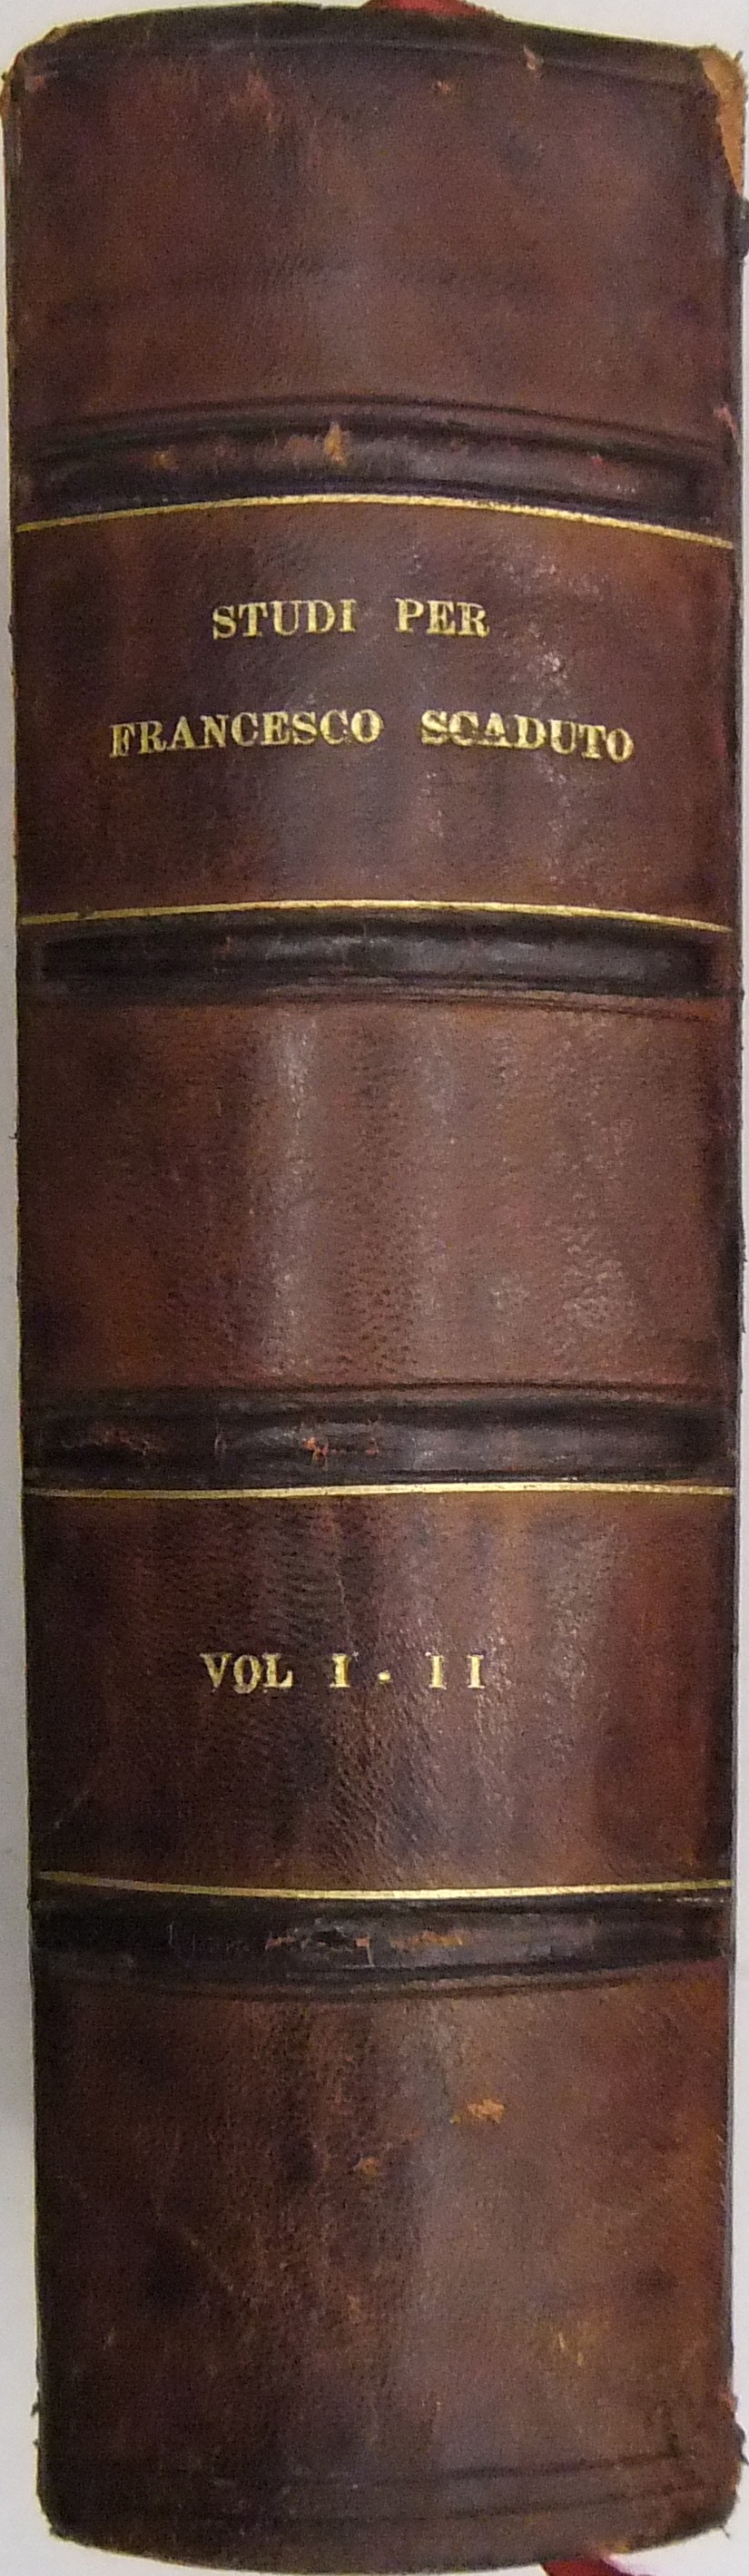 STUDI PER
FRANCESCO SCADUTO
VOL I - II